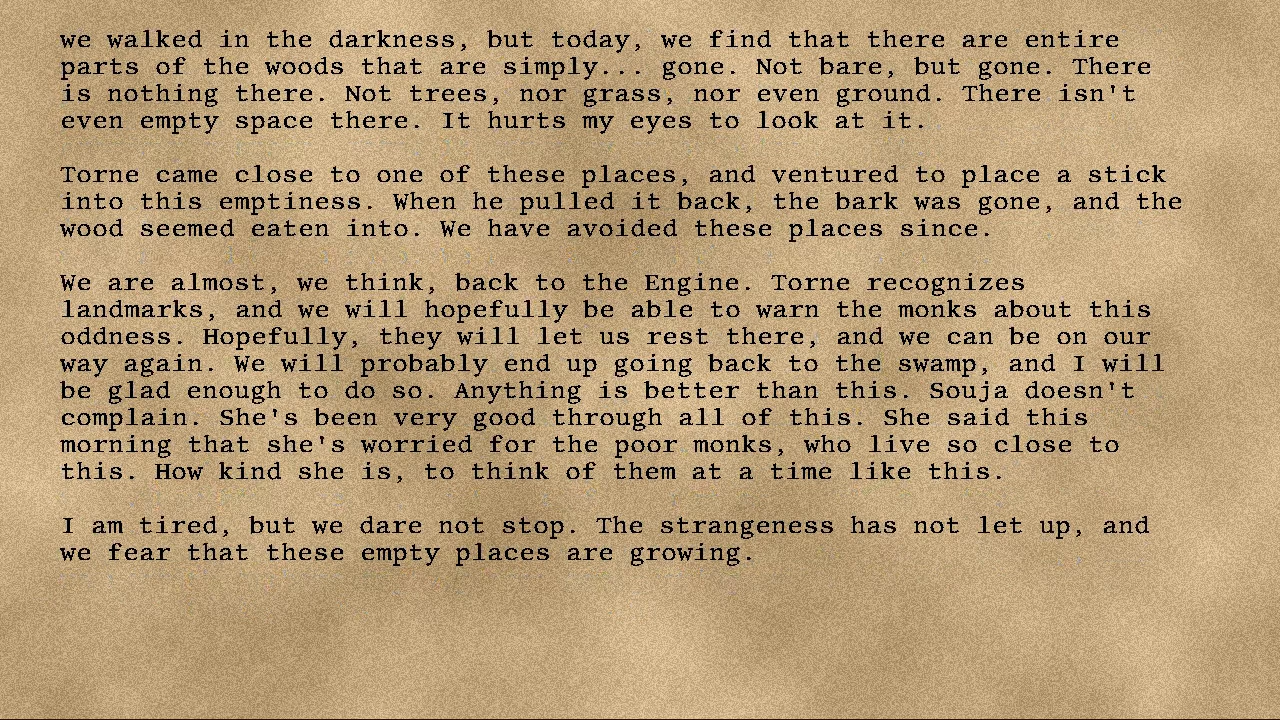 we walked in the darkness, but today, we find that there are entire
parts of the woods that are simply... gone. Not bare, but gone. There
is nothing there. Not trees, nor grass, nor even ground. There isn't
even empty space there. It hurts my eyes to look at it.

Torne came close to one of these places, and ventured to place a stick
into this emptiness. When he pulled it back, the bark was gone, and the
wood seemed eaten into. We have avoided these places since.

We are almost, we think, back to the Engine. Torne recognizes
landmarks, and we will hopefully be able to warn the monks about this
oddness. Hopefully, they will let us rest there, and we can be on our
way again. We will probably end up going back to the swamp, and I will
be glad enough to do so. Anything is better than this. Souja doesn't
complain. She's been very good through all of this. She said this
morning that she's worried for the poor monks, who live so close to
this. How kind she is, to think of them at a time like this.

I am tired, but we dare not stop. The strangeness has not let up, and
we fear that these empty places are growing.